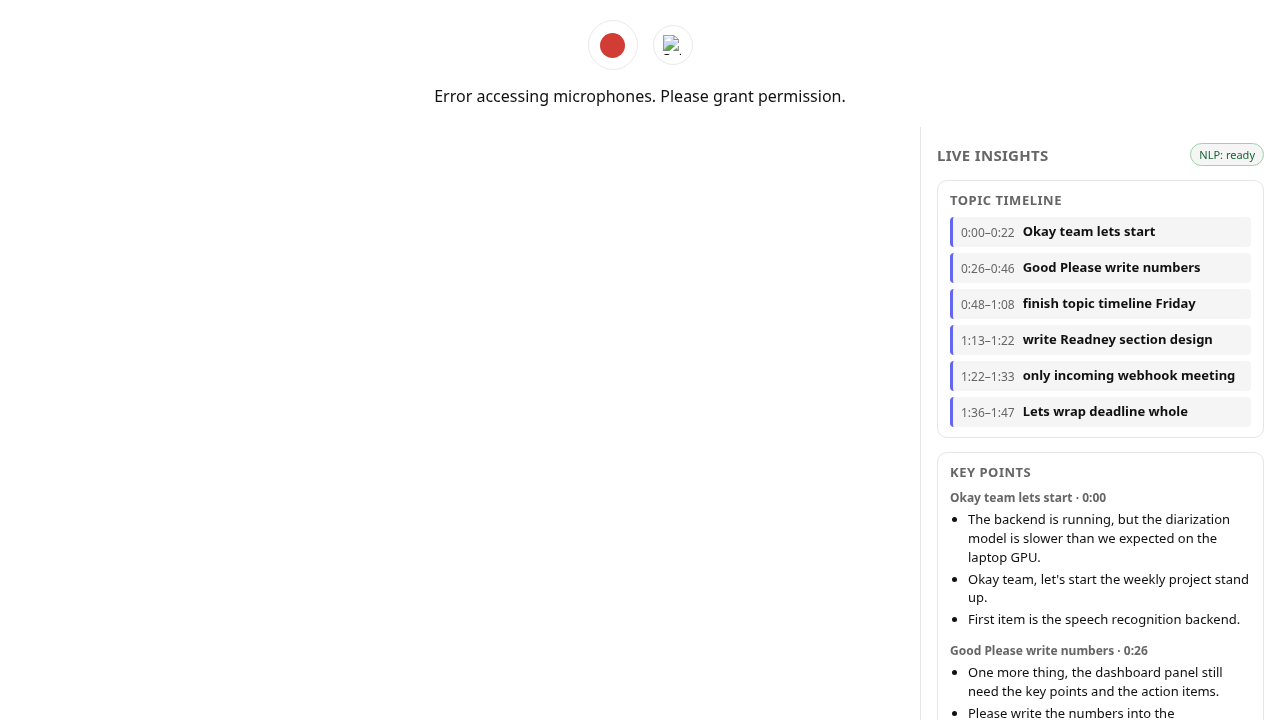 Error accessing microphones. Please grant permission.
LIVE INSIGHTS
NLP: ready
TOPIC TIMELINE
0:00–0:22 Okay team lets start
0:26–0:46 Good Please write numbers
0:48–1:08 finish topic timeline Friday
1:13–1:22 write Readney section design
1:22–1:33 only incoming webhook meeting
1:36–1:47 Lets wrap deadline whole
KEY POINTS
Okay team lets start · 0:00
• The backend is running, but the diarization
model is slower than we expected on the
laptop GPU.
• Okay team, let's start the weekly project stand
up.
• First item is the speech recognition backend.
Good Please write numbers · 0:26
• One more thing, the dashboard panel still
need the key points and the action items.
• Please write the numbers into the